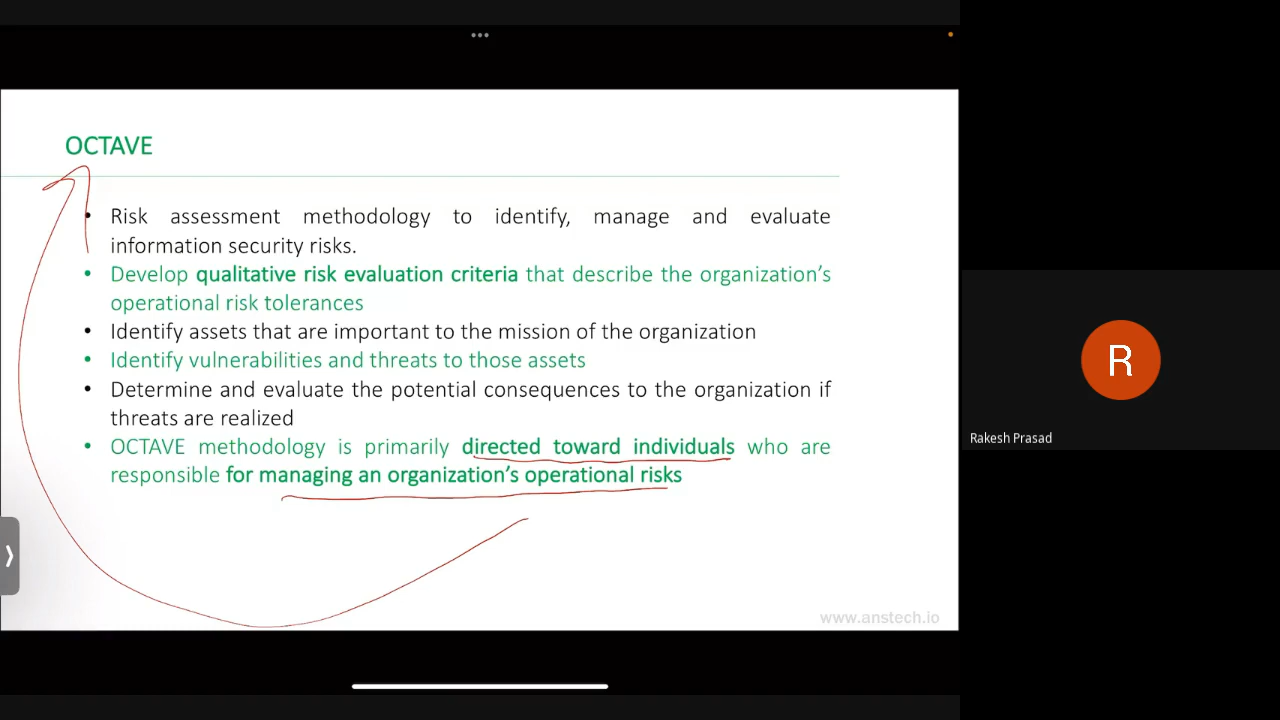 OCTAVE
• Risk assessment methodology to identify, manage and evaluate
information security risks.
• Develop qualitative risk evaluation criteria that describe the organization's
operational risk tolerances
• Identify assets that are important to the mission of the organization
• Identify vulnerabilities and threats to those assets
• Determine and evaluate the potential consequences to the organization if
threats are realized
• OCTAVE methodology is primarily directed toward individuals who are
responsible for managing an organization's operational risks
www.anstech.io
R
Rakesh Prasad